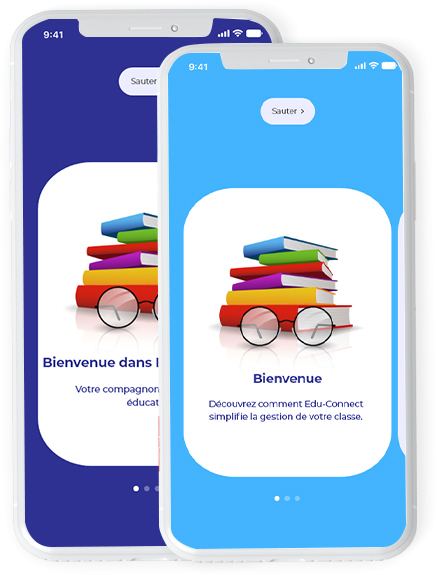 9:41
Sauter
Bienvenue dans
Votre compagnon
éducat
9:41
Sauter >
Bienvenue
Découvrez comment Edu-Connect
simplifie la gestion de votre classe.